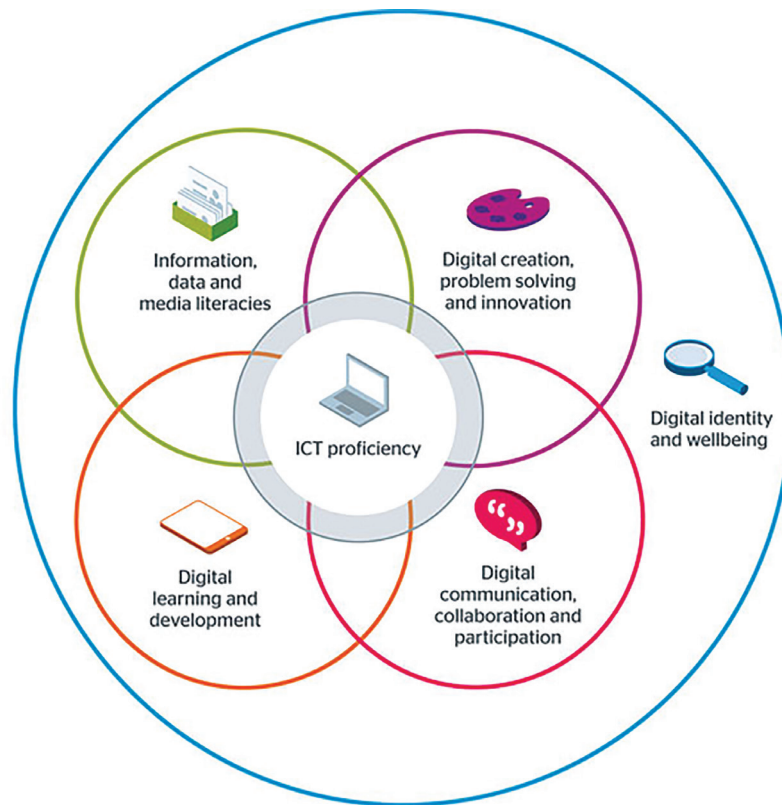 Information,
data and
media literacies
Digital creation,
problem solving
and innovation
Digital identity
and wellbeing
ICT proficiency
Digital
learning and
development
Digital
communication,
collaboration and
participation